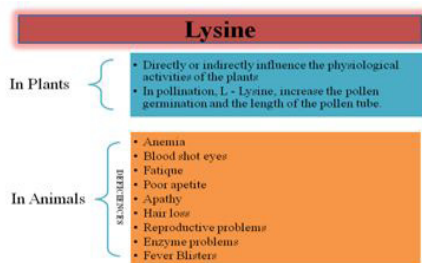 Lysine
In Plants
• Directly or indirectly influence the physiological
activities of the plants
• In pollination, L - Lysine, increase the pollen
germination and the length of the pollen tube.
In Animals
DEFICIENCES
• Anemia
• Blood shot eyes
• Fatique
• Poor apetite
• Apathy
• Hair loss
• Reproductive problems
• Enzyme problems
• Fever Blisters